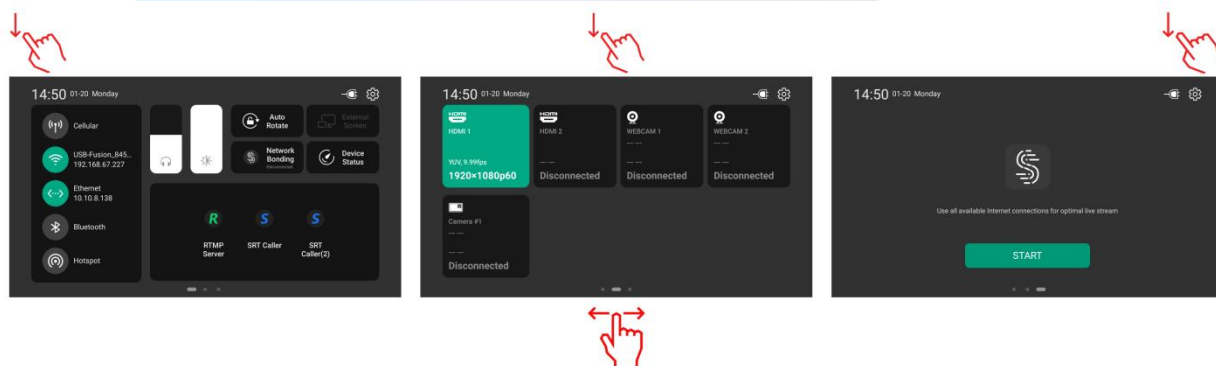 14:50 01-20 Monday
Cellular
USB-Fusion_845...
192.168.67.227
Ethernet
10.10.8.138
Bluetooth
Hotspot
Auto
Rotate
External
Screen
Network
Bonding
(Disconnected)
Device
Status
R
S
S
RTMP
Server
SRT Caller
SRT
Caller(2)
14:50 01-20 Monday
HDMI
HDMI 1
YUV, 9.99fps
1920×1080p60
HDMI
HDMI 2
--- ---
Disconnected
WEBCAM 1
--- ---
--- ---
Disconnected
WEBCAM 2
--- ---
--- ---
Disconnected
Camera #1
--- ---
--- ---
Disconnected
14:50 01-20 Monday
Use all available Internet connections for optimal live stream
START